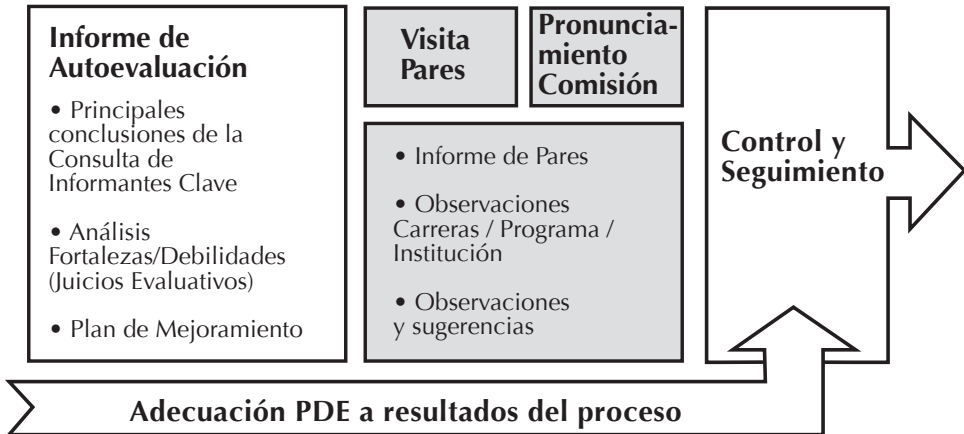 Informe de
Autoevaluación
• Principales
conclusiones de la
Consulta de
Informantes Clave
• Análisis
Fortalezas/Debilidades
(Juicios Evaluativos)
• Plan de Mejoramiento
Visita
Pares
Pronuncia-
miento
Comisión
• Informe de Pares
• Observaciones
Carreras / Programa /
Institución
• Observaciones
y sugerencias
Control y
Seguimiento
Adecuación PDE a resultados del proceso